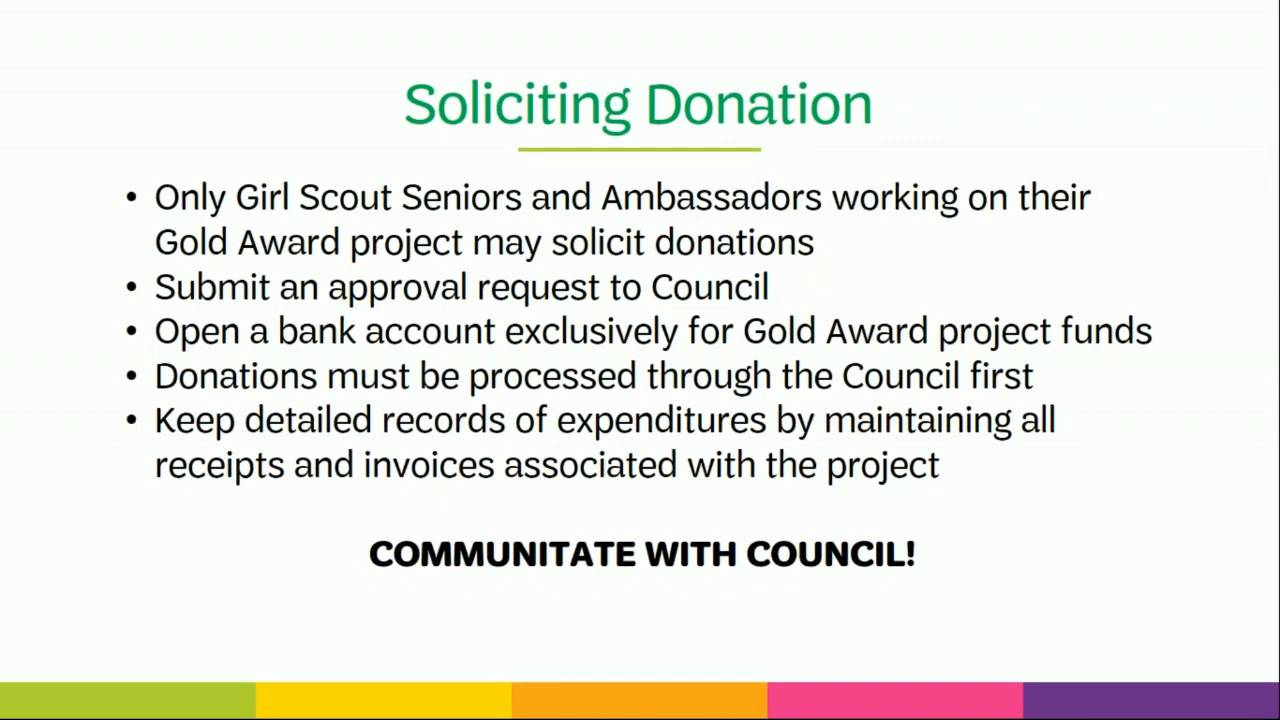 Soliciting Donation
• Only Girl Scout Seniors and Ambassadors working on their
Gold Award project may solicit donations
• Submit an approval request to Council
• Open a bank account exclusively for Gold Award project funds
• Donations must be processed through the Council first
• Keep detailed records of expenditures by maintaining all
receipts and invoices associated with the project
COMMUNITATE WITH COUNCIL!